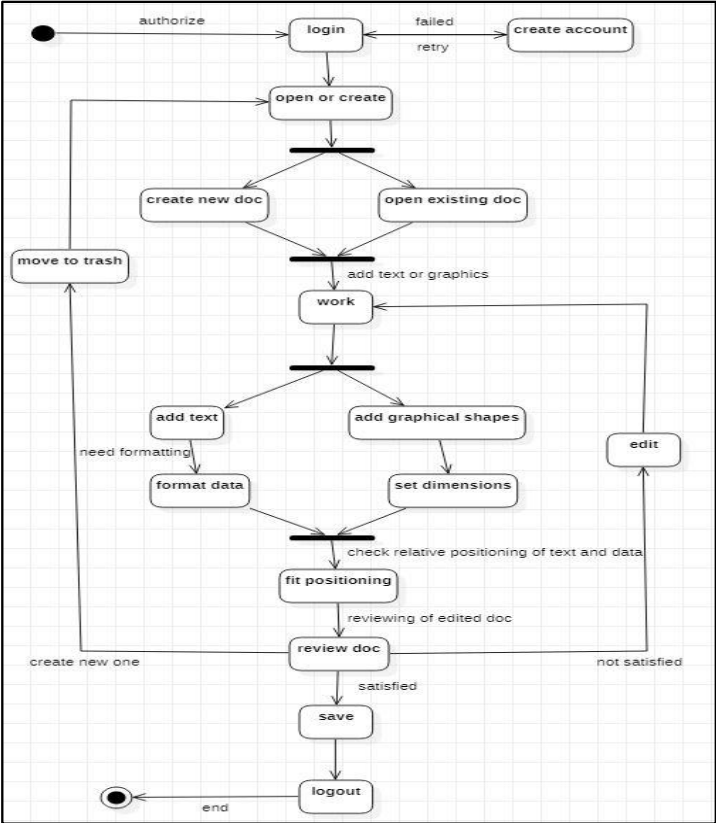 authorize
login
failed
retry
create account
open or create
create new doc
open existing doc
move to trash
add text or graphics
work
add text
add graphical shapes
edit
need formatting
format data
set dimensions
check relative positioning of text and data
fit positioning
reviewing of edited doc
review doc
create new one
not satisfied
satisfied
save
logout
end